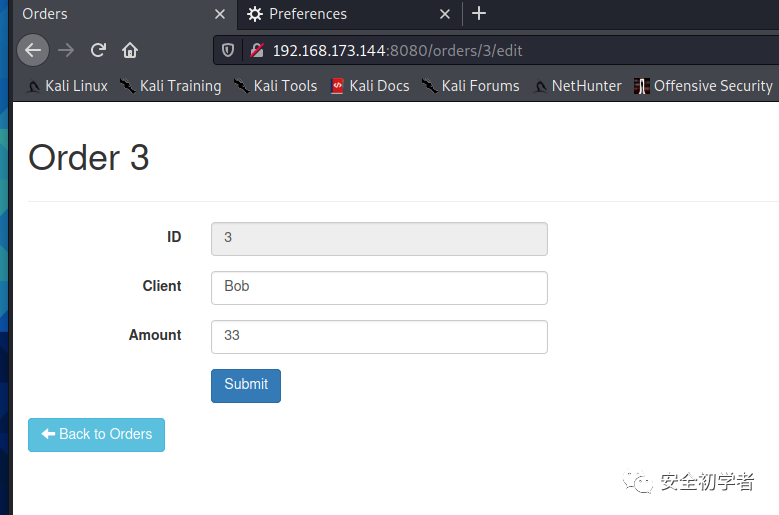 Orders
Preferences
192.168.173.144:8080/orders/3/edit
Kali Linux Kali Training Kali Tools Kali Docs Kali Forums NetHunter Offensive Security
Order 3
ID 3
Client Bob
Amount 33
Submit
Back to Orders
安全初学者